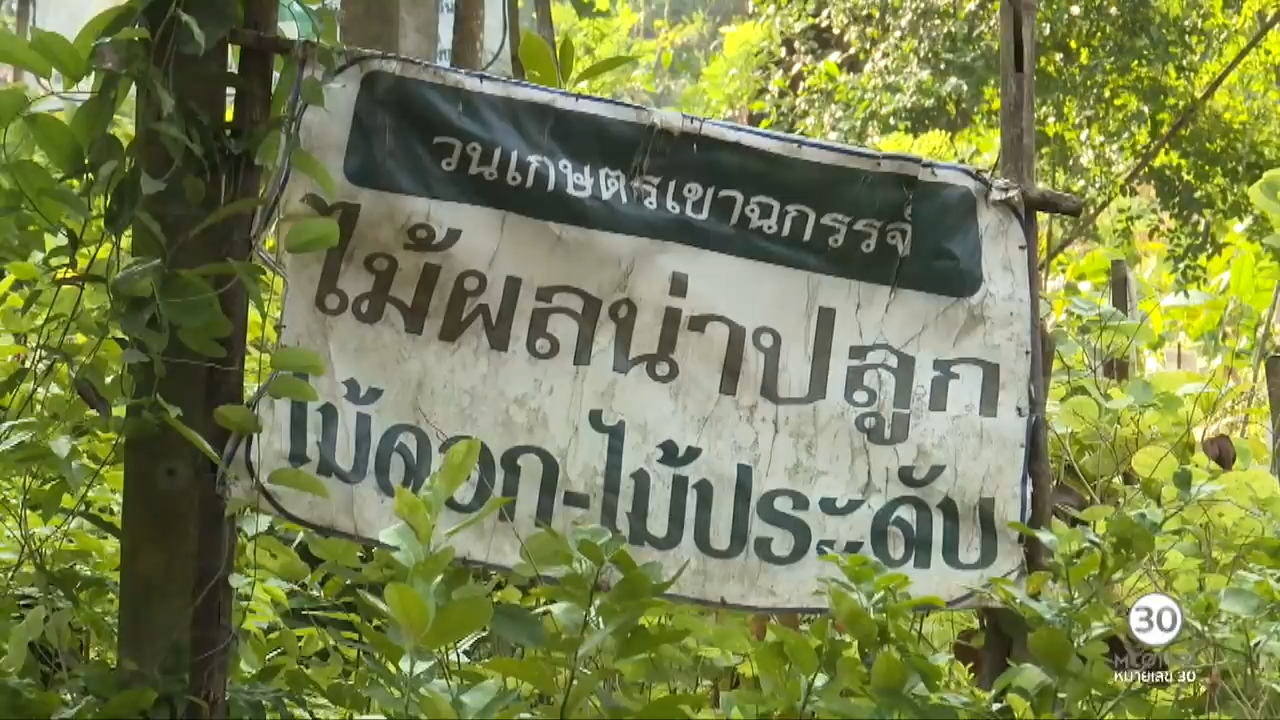 วนเกษตรเขาฉกรรจ์
ไม้ผลน่าปลูก
ไม้ดอก-ไม้ประดับ
30
หมายเลข 30